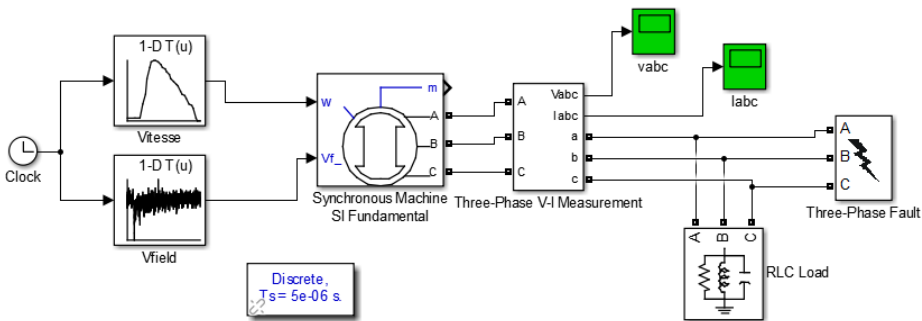 Clock
1-D T(u)
Vitesse
1-D T(u)
Vfield
w
Vf_
m
A
B
C
Synchronous Machine
SI Fundamental
A
B
C
Vabc
Iabc
a
b
c
Three-Phase V-I Measurement
vabc
Iabc
A
B
C
Three-Phase Fault
A
B
C
RLC Load
Discrete,
Ts = 5e-06 s.